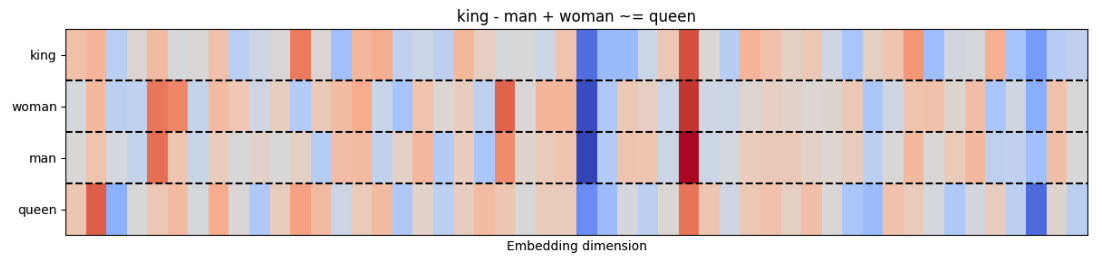 king - man + woman ~= queen
king
woman
man
queen
Embedding dimension